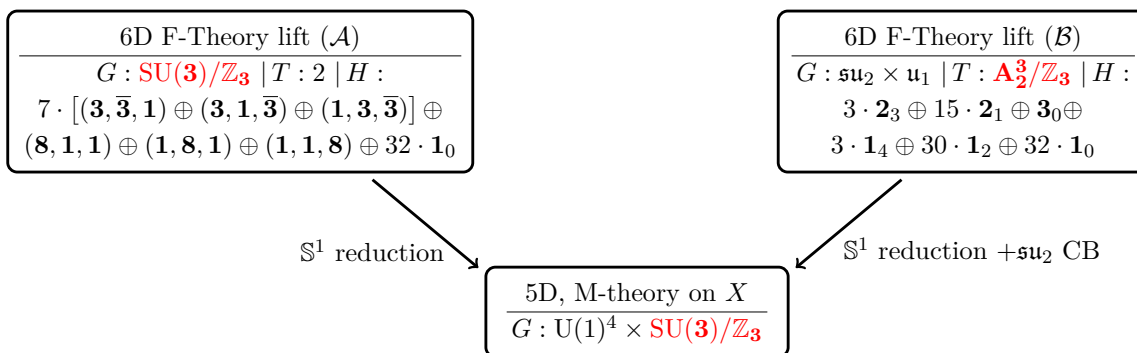 6D F-Theory lift (𝒜)
G : SU(3)/ℤ₃ | T : 2 | H :
7 · [(3, 3̅, 1) ⊕ (3, 1, 3̅) ⊕ (1, 3, 3̅)] ⊕
(8, 1, 1) ⊕ (1, 8, 1) ⊕ (1, 1, 8) ⊕ 32 · 1₀
6D F-Theory lift (ℬ)
G : 𝔰𝔲₂ × 𝔲₁ | T : A₂³/ℤ₃ | H :
3 · 2₃ ⊕ 15 · 2₁ ⊕ 3₀⊕
3 · 1₄ ⊕ 30 · 1₂ ⊕ 32 · 1₀
𝕊¹ reduction
𝕊¹ reduction +𝔰𝔲₂ CB
5D, M-theory on X
G : U(1)⁴ × SU(3)/ℤ₃